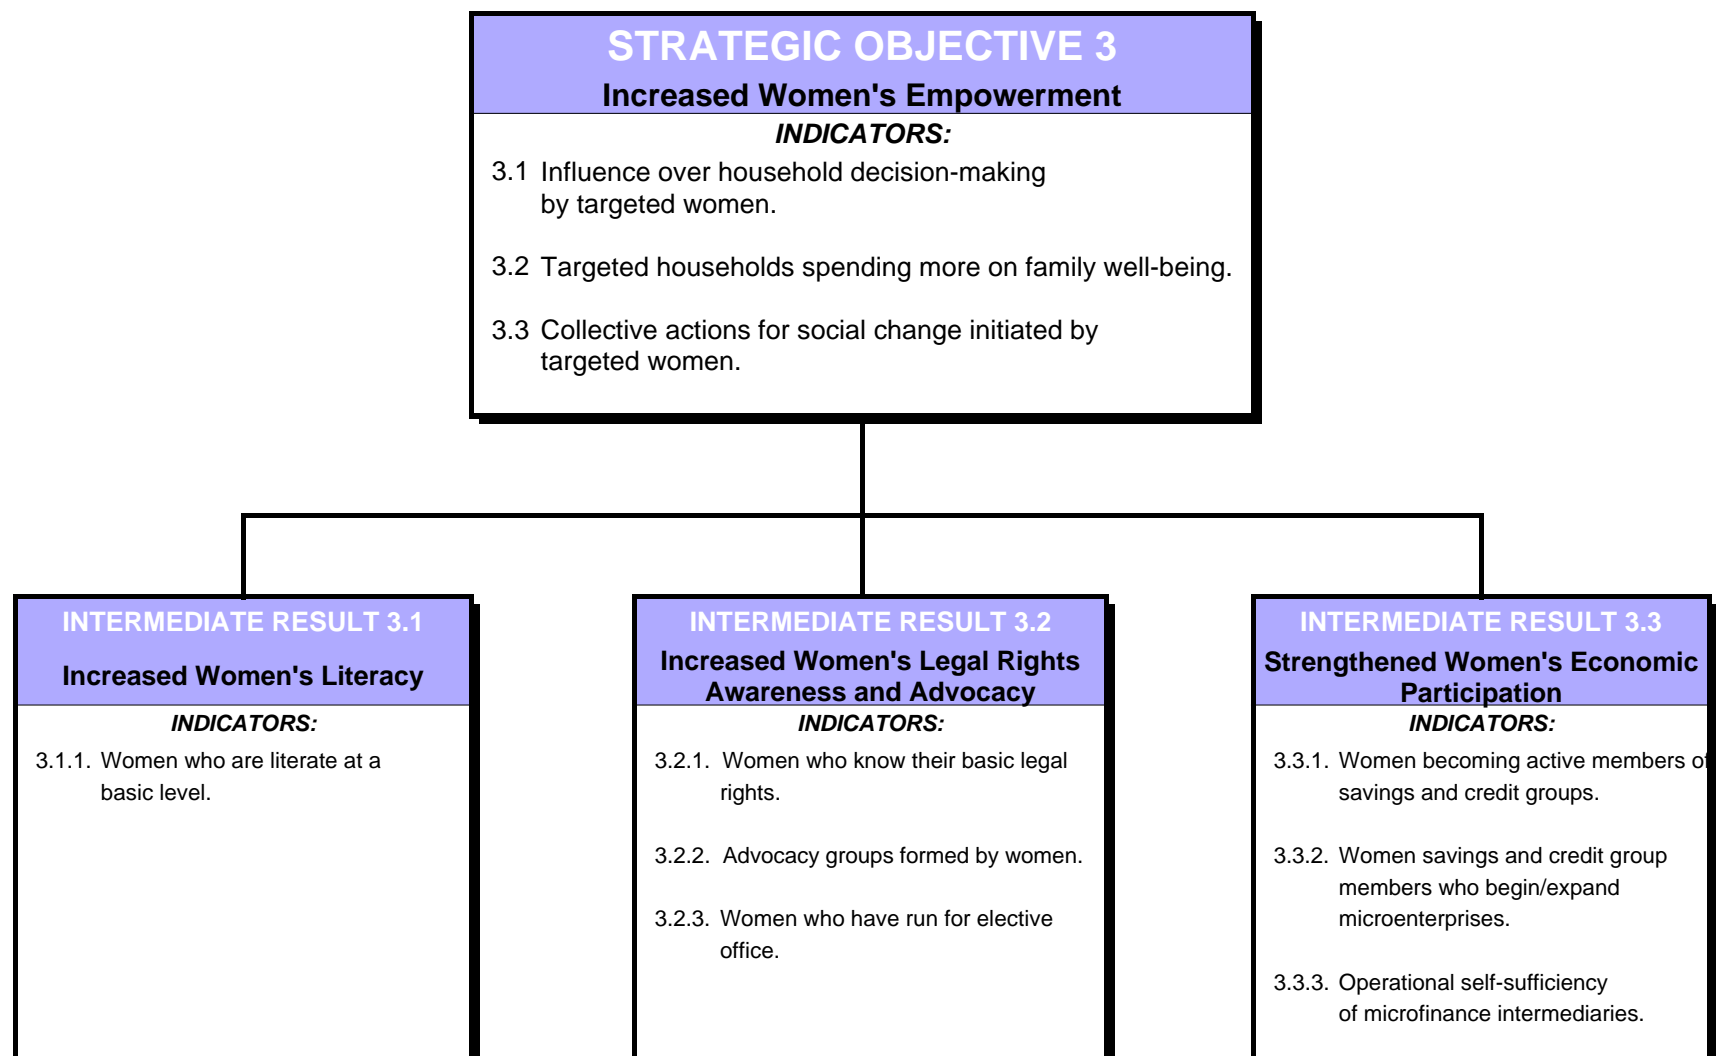 STRATEGIC OBJECTIVE 3
Increased Women's Empowerment
INDICATORS:
3.1 Influence over household decision-making
by targeted women.
3.2 Targeted households spending more on family well-being.
3.3 Collective actions for social change initiated by
targeted women.
INTERMEDIATE RESULT 3.1
Increased Women's Literacy
INDICATORS:
3.1.1. Women who are literate at a
basic level.
INTERMEDIATE RESULT 3.2
Increased Women's Legal Rights
Awareness and Advocacy
INDICATORS:
3.2.1. Women who know their basic legal
rights.
3.2.2. Advocacy groups formed by women.
3.2.3. Women who have run for elective
office.
INTERMEDIATE RESULT 3.3
Strengthened Women's Economic
Participation
INDICATORS:
3.3.1. Women becoming active members of
savings and credit groups.
3.3.2. Women savings and credit group
members who begin/expand
microenterprises.
3.3.3. Operational self-sufficiency
of microfinance intermediaries.